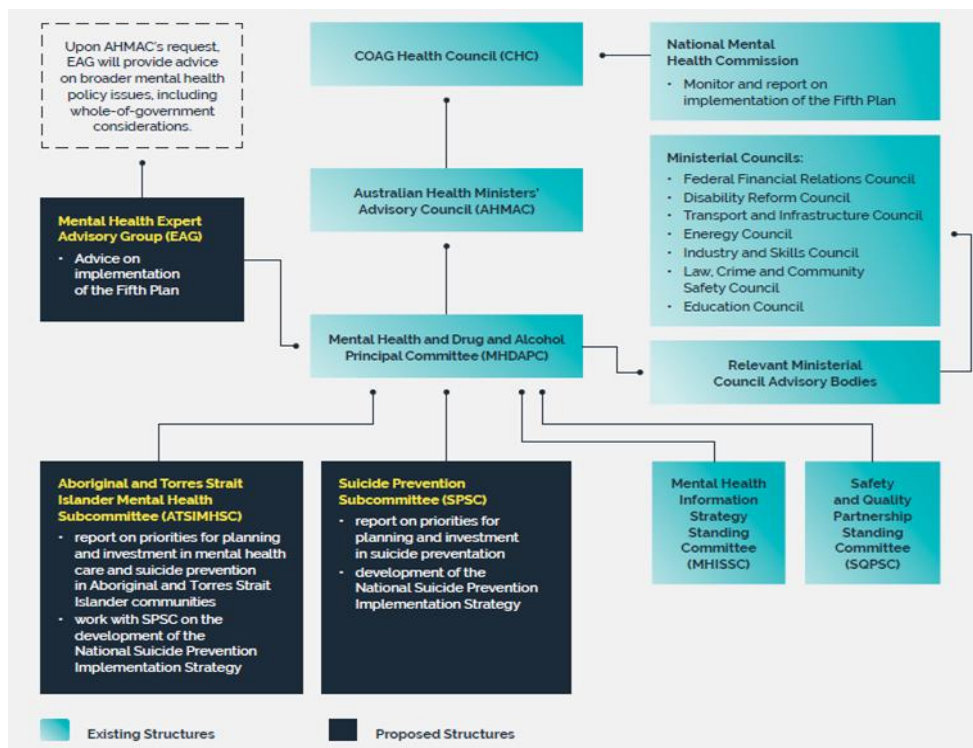 Upon AHMAC's request,
EAG will provide advice
on broader mental health
policy issues, including
whole-of-government
considerations.
COAG Health Council (CHC)
National Mental
Health Commission
• Monitor and report on
implementation of the Fifth Plan
Australian Health Ministers'
Advisory Council (AHMAC)
Ministerial Councils:
• Federal Financial Relations Council
• Disability Reform Council
• Transport and Infrastructure Council
• Eneregy Council
• Industry and Skills Council
• Law, Crime and Community
Safety Council
• Education Council
Mental Health Expert
Advisory Group (EAG)
• Advice on
implementation
of the Fifth Plan
Mental Health and Drug and Alcohol
Principal Committee (MHDAPC)
Relevant Ministerial
Council Advisory Bodies
Aboriginal and Torres Strait
Islander Mental Health
Subcommittee (ATSIMHSC)
• report on priorities for planning
and investment in mental health
care and suicide prevention
in Aboriginal and Torres Strait
Islander communities
• work with SPSC on the
development of the
National Suicide Prevention
Implementation Strategy
Suicide Prevention
Subcommittee (SPSC)
• report on priorities for
planning and investment
in suicide preventation
• development of the
National Suicide Prevention
Implementation Strategy
Mental Health
Information
Strategy
Standing
Committee
(MHISSC)
Safety
and Quality
Partnership
Standing
Committee
(SQPSC)
Existing Structures
Proposed Structures